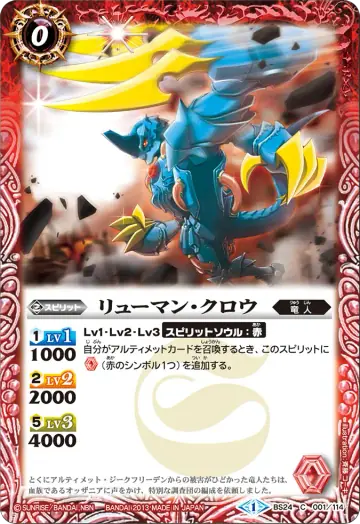 0
②スピリット
リューマン・クロウ
りゅう じん
竜 人
1 LV1
1000
2 LV2
2000
5 LV3
4000
Lv1・Lv2・Lv3 スピリットソウル:赤
自分がアルティメットカードを召喚するとき、このスピリットに
(赤のシンボル1つ)を追加する。
とくにアルティメット・ジークフリーデンからの被害がひどかった竜人たちは、
血族であるオッザニアに声をかけ、特別な調査団の編成を依頼しました。
© SUNRISE/BANDAI, NEN BANDAI 2013 MADE IN JAPAN
1
BS24 - C 001/114